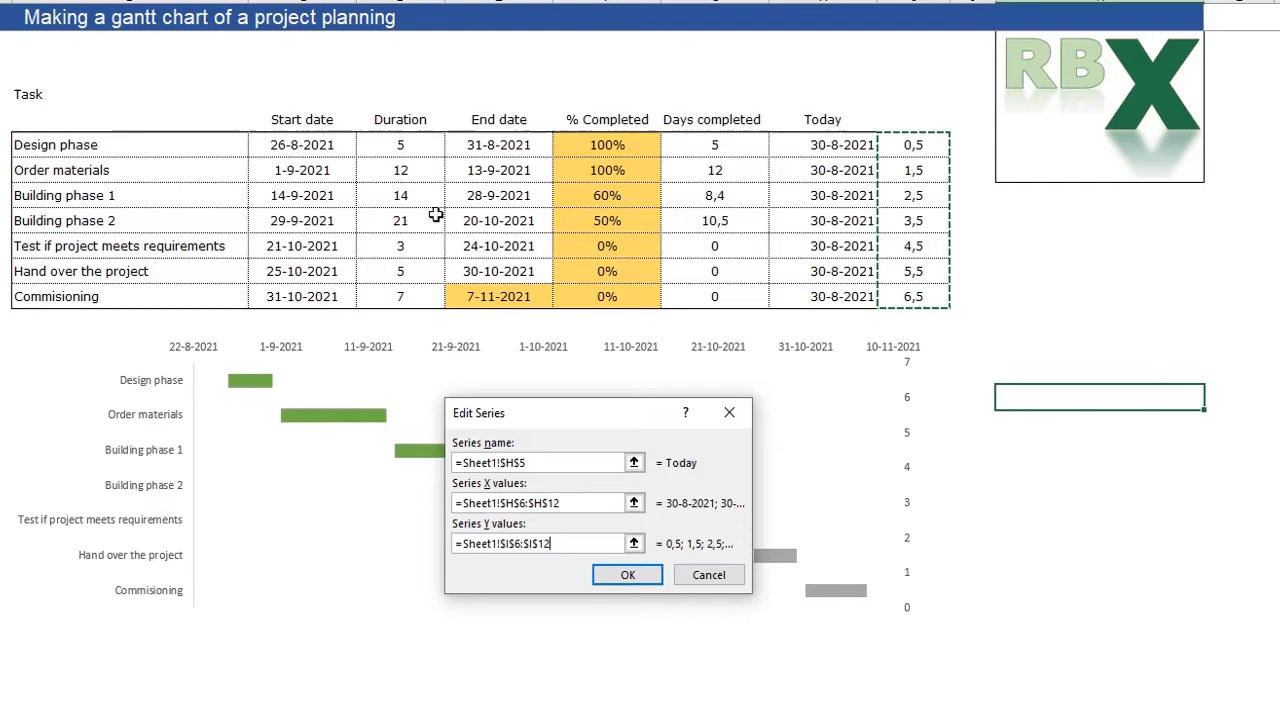 Making a gantt chart of a project planning
RBX
Task
Start date Duration End date % Completed Days completed Today
Design phase 26-8-2021 5 31-8-2021 100% 5 30-8-2021 0,5
Order materials 1-9-2021 12 13-9-2021 100% 12 30-8-2021 1,5
Building phase 1 14-9-2021 14 28-9-2021 60% 8,4 30-8-2021 2,5
Building phase 2 29-9-2021 21 20-10-2021 50% 10,5 30-8-2021 3,5
Test if project meets requirements 21-10-2021 3 24-10-2021 0% 0 30-8-2021 4,5
Hand over the project 25-10-2021 5 30-10-2021 0% 0 30-8-2021 5,5
Commisioning 31-10-2021 7 7-11-2021 0% 0 30-8-2021 6,5
22-8-2021 1-9-2021 11-9-2021 21-9-2021 1-10-2021 11-10-2021 21-10-2021 31-10-2021 10-11-2021
7
Design phase
6
Order materials
5
Building phase 1
4
Building phase 2
3
Test if project meets requirements
2
Hand over the project
1
Commisioning
0
Edit Series ?
Series name:
=Sheet1!$H$5 = Today
Series X values:
=Sheet1!$H$6:$H$12 = 30-8-2021; 30-...
Series Y values:
=Sheet1!$I$6:$I$12 = 0,5; 1,5; 2,5;...
OK Cancel